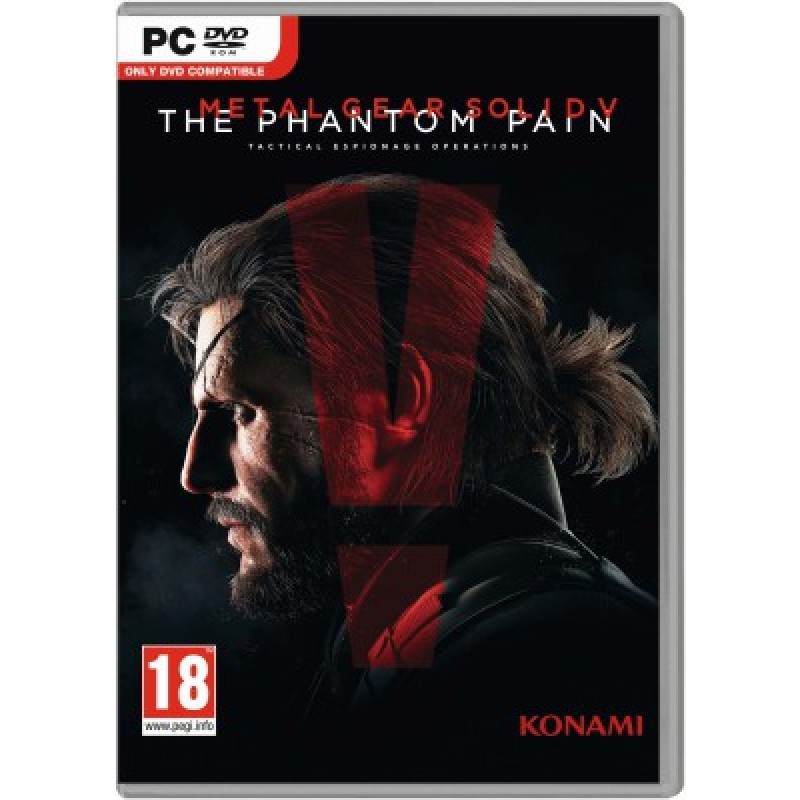 PC DVD
ROM
ONLY DVD COMPATIBLE
METAL GEAR SOLID V
THE PHANTOM PAIN
TACTICAL ESPIONAGE OPERATIONS
18
www.pegi.info
KONAMI